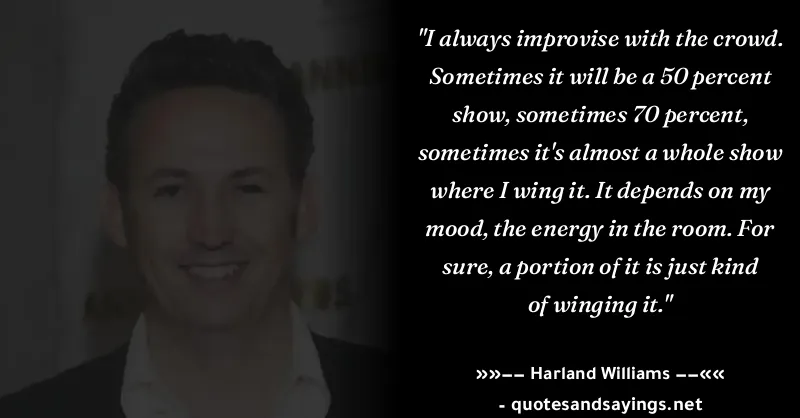 "I always improvise with the crowd.
Sometimes it will be a 50 percent
show, sometimes 70 percent,
sometimes it's almost a whole show
where I wing it. It depends on my
mood, the energy in the room. For
sure, a portion of it is just kind
of winging it."
»»–– Harland Williams ––««
- quotesandsayings.net